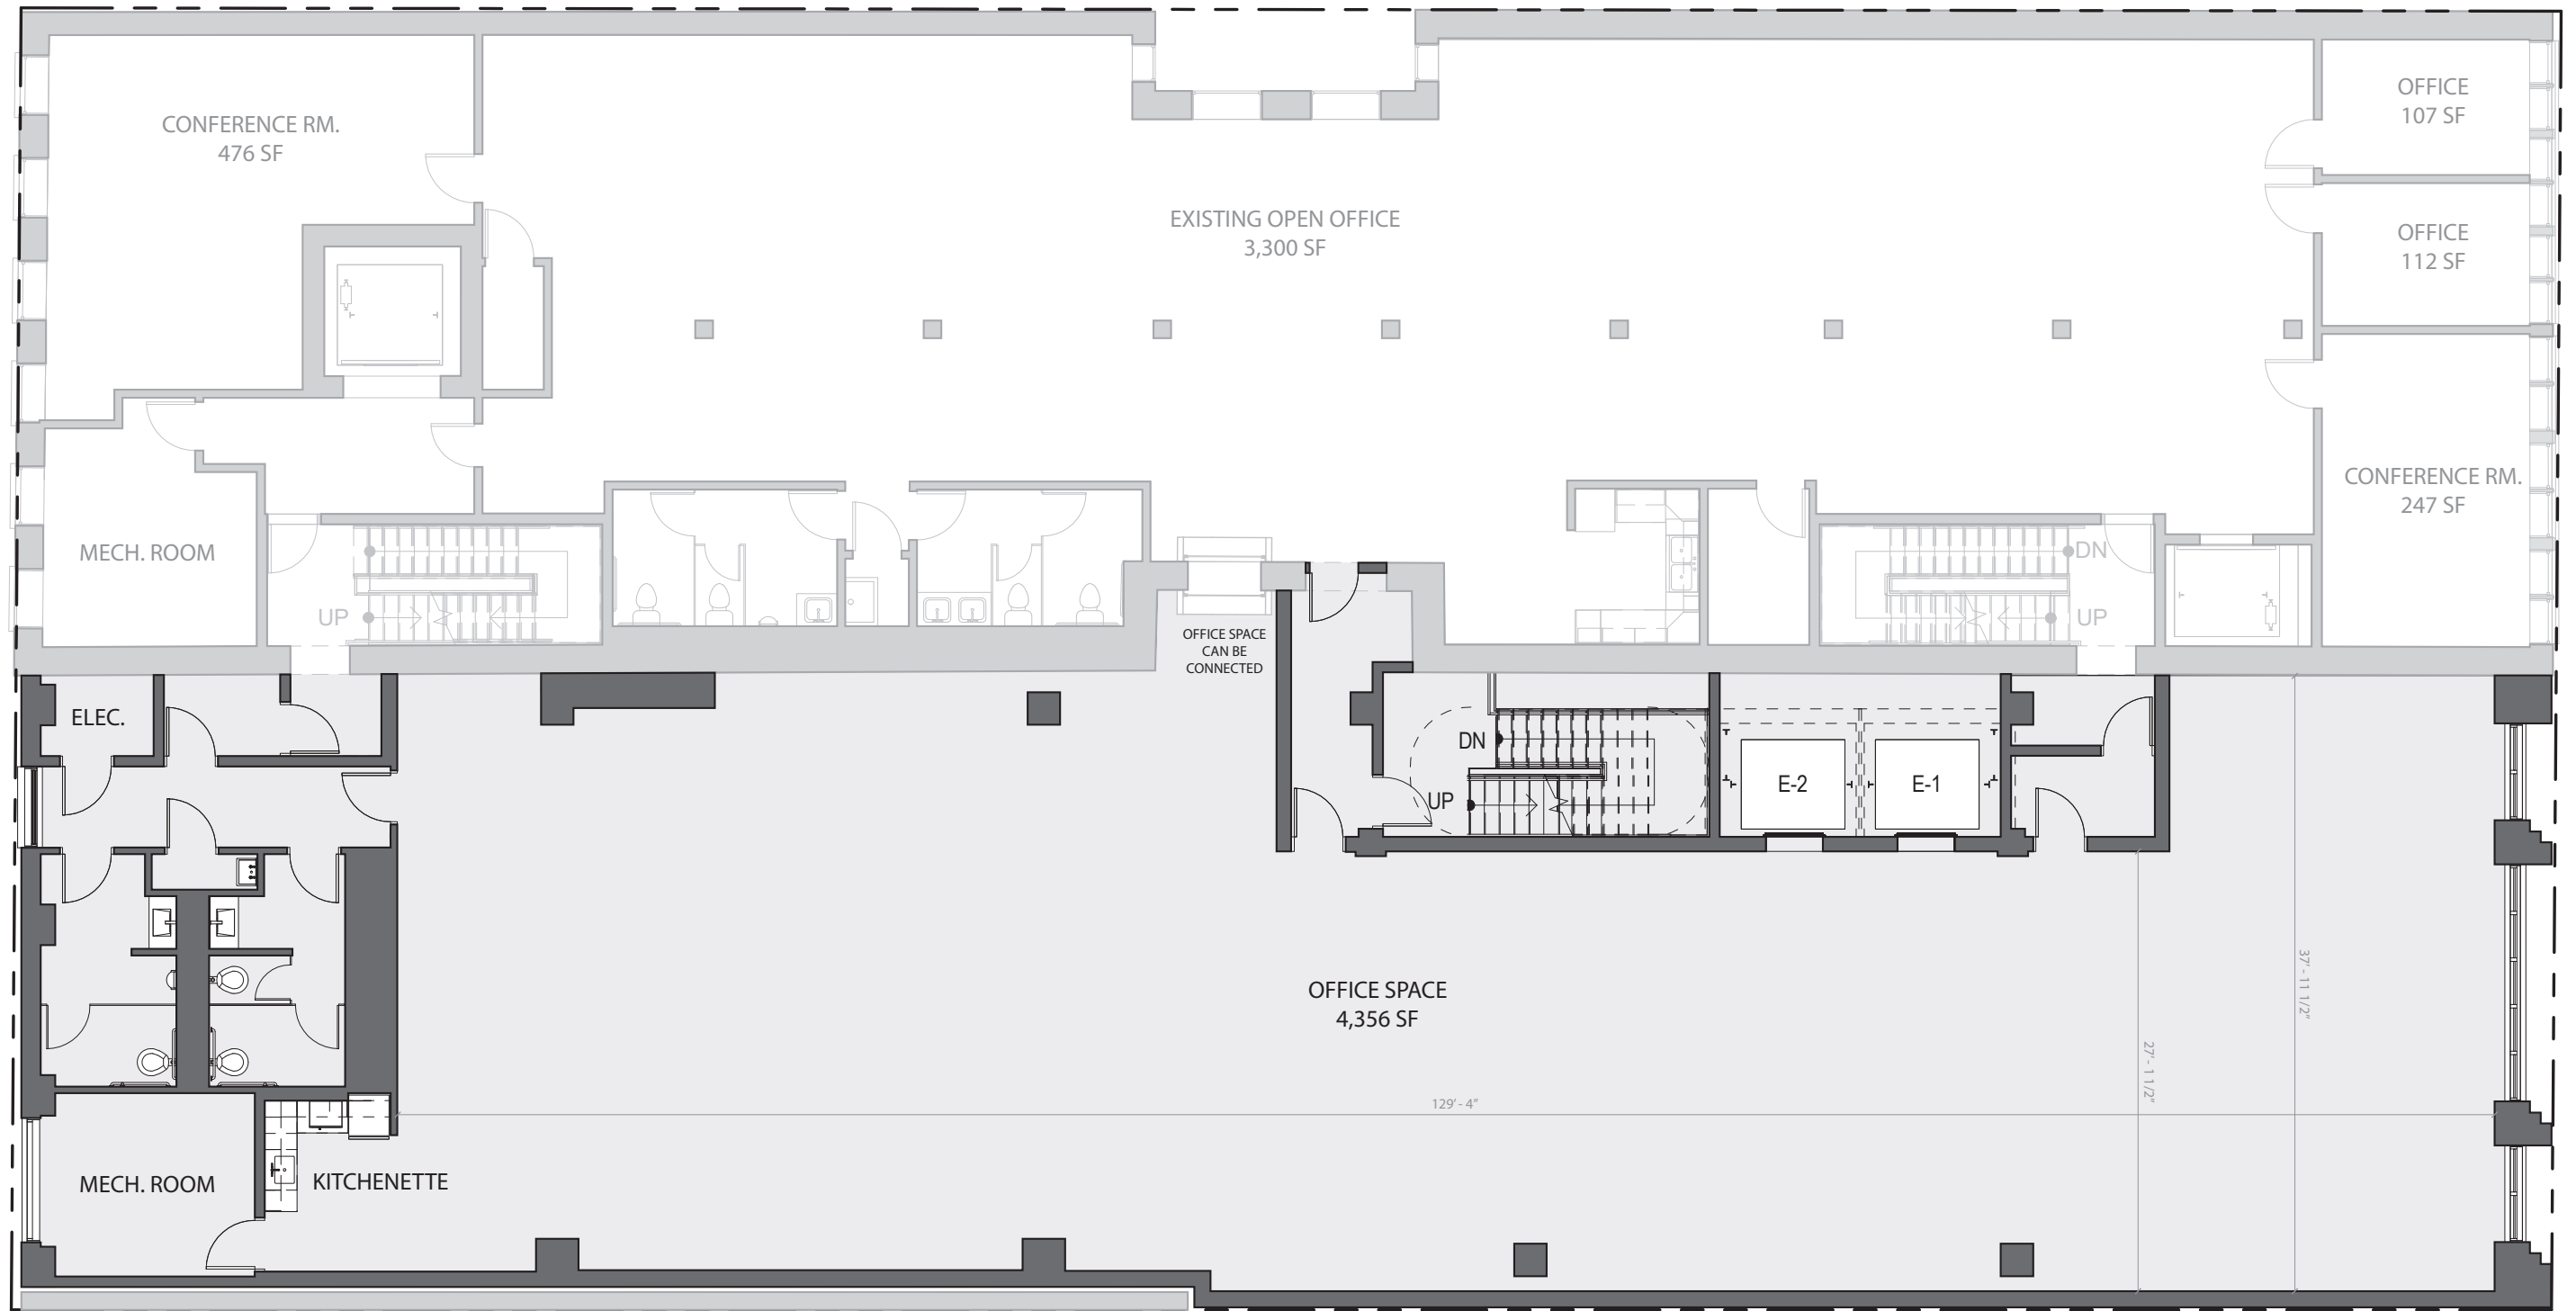 CONFERENCE RM.
476 SF
OFFICE
107 SF
EXISTING OPEN OFFICE
3,300 SF
OFFICE
112 SF
CONFERENCE RM.
247 SF
MECH. ROOM
UP
DN
UP
OFFICE SPACE
CAN BE
CONNECTED
ELEC.
DN
UP
E-2
E-1
OFFICE SPACE
4,356 SF
37' - 11 1/2"
27' - 1 1/2"
129' - 4"
MECH. ROOM
KITCHENETTE